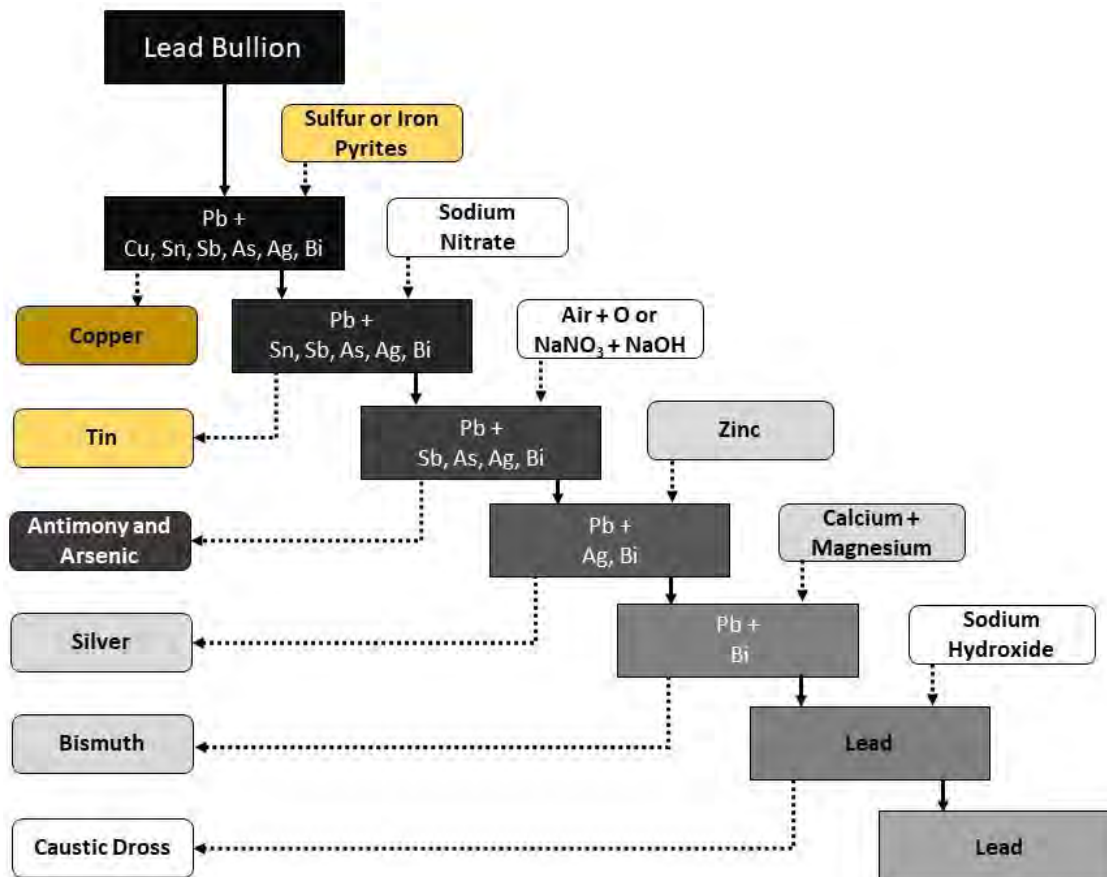 Lead Bullion
Sulfur or Iron
Pyrites
Pb +
Cu, Sn, Sb, As, Ag, Bi
Sodium
Nitrate
Copper
Pb +
Sn, Sb, As, Ag, Bi
Air + O or
NaNO₃ + NaOH
Tin
Pb +
Sb, As, Ag, Bi
Zinc
Antimony and
Arsenic
Pb +
Ag, Bi
Calcium +
Magnesium
Silver
Pb +
Bi
Sodium
Hydroxide
Bismuth
Lead
Caustic Dross
Lead